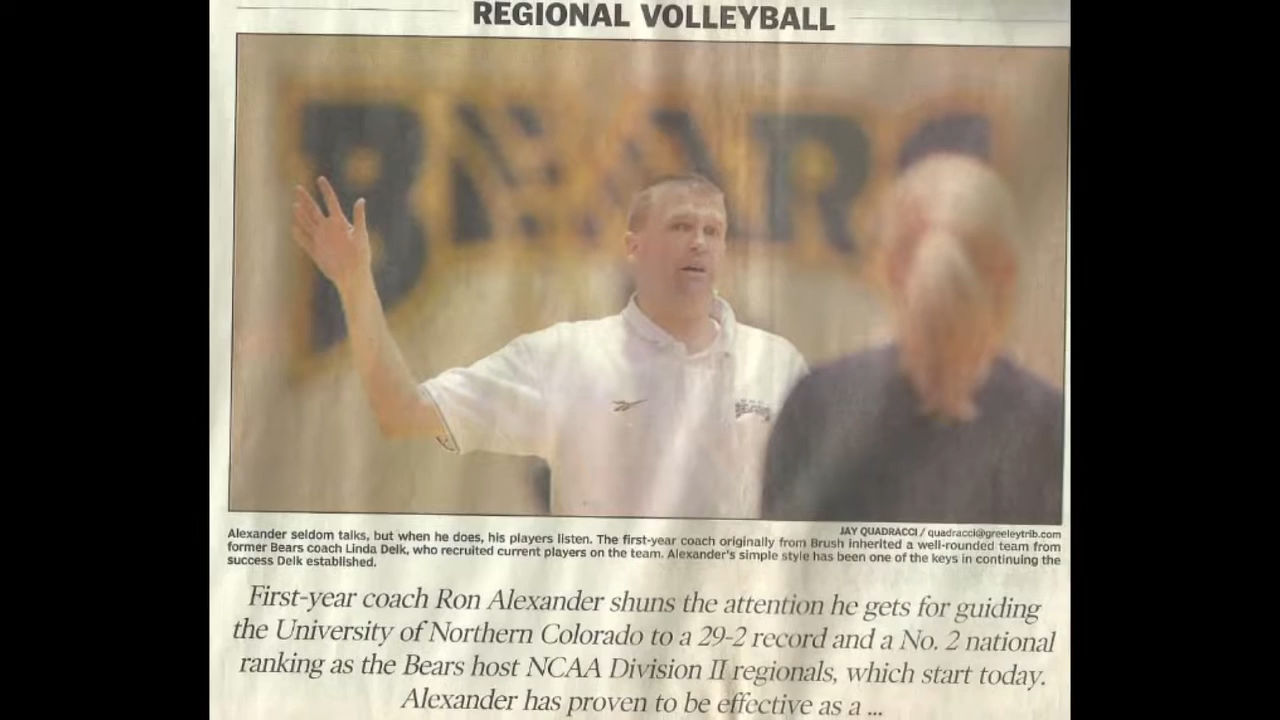 REGIONAL VOLLEYBALL
BEARS
BEARS
JAY QUADRACCI / quadracci@greeleytrib.com
Alexander seldom talks, but when he does, his players listen. The first-year coach originally from Brush inherited a well-rounded team from
former Bears coach Linda Delk, who recruited current players on the team. Alexander's simple style has been one of the keys in continuing the
success Delk established.
First-year coach Ron Alexander shuns the attention he gets for guiding
the University of Northern Colorado to a 29-2 record and a No. 2 national
ranking as the Bears host NCAA Division II regionals, which start today.
Alexander has proven to be effective as a ...